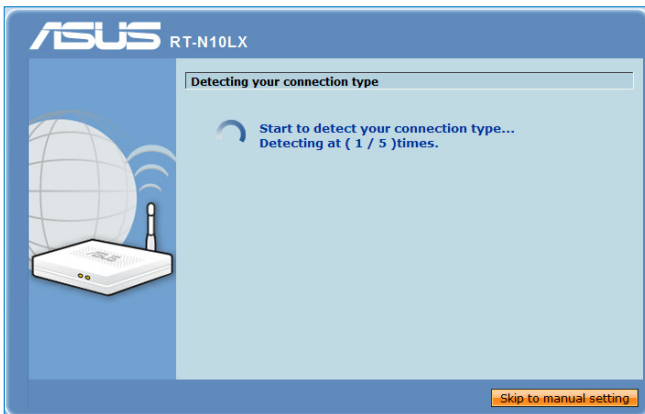 ASUS RT-N10LX
Detecting your connection type
Start to detect your connection type...
Detecting at ( 1 / 5 )times.
ASUS
Skip to manual setting